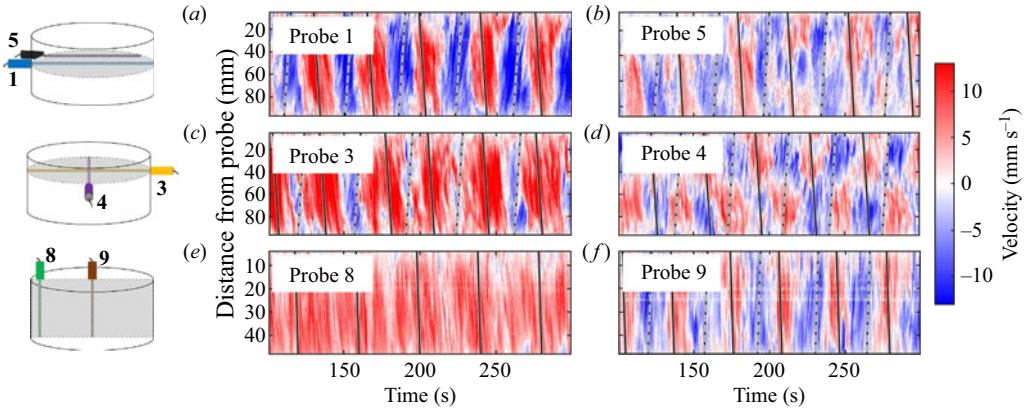 5
1
3
4
8
9
Distance from probe (mm)
(a)
Probe 1
20
40
60
80
(b)
Probe 5
(c)
Probe 3
20
40
60
80
(d)
Probe 4
(e)
Probe 8
10
20
30
40
(f)
Probe 9
150
200
250
Time (s)
150
200
250
Time (s)
10
5
0
−5
−10
Velocity (mm s⁻¹)